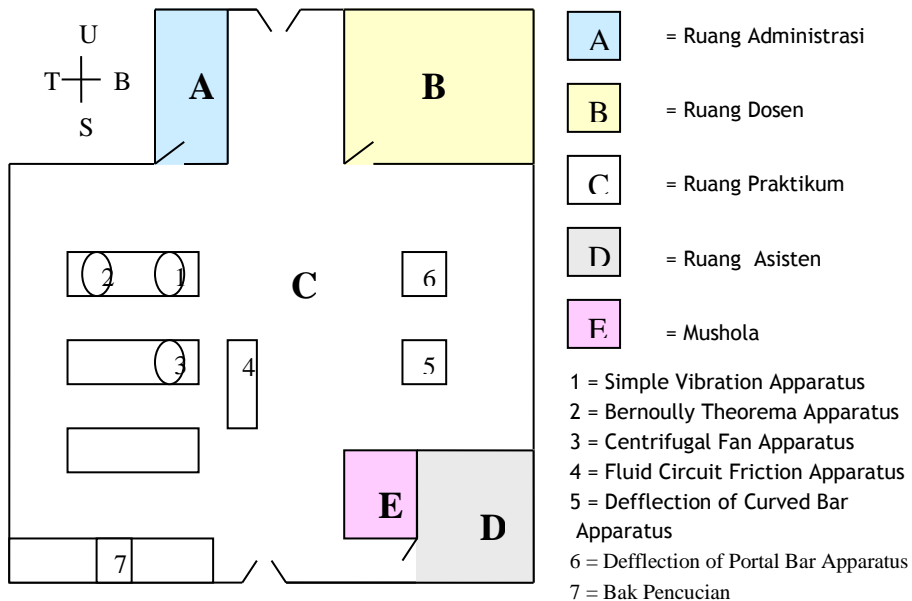 U
T B
S
A
B
2 1
C
6
3
4
5
E
D
7
A = Ruang Administrasi
B = Ruang Dosen
C = Ruang Praktikum
D = Ruang Asisten
E = Mushola
1 = Simple Vibration Apparatus
2 = Bernoully Theorema Apparatus
3 = Centrifugal Fan Apparatus
4 = Fluid Circuit Friction Apparatus
5 = Defflection of Curved Bar
Apparatus
6 = Defflection of Portal Bar Apparatus
7 = Bak Pencucian